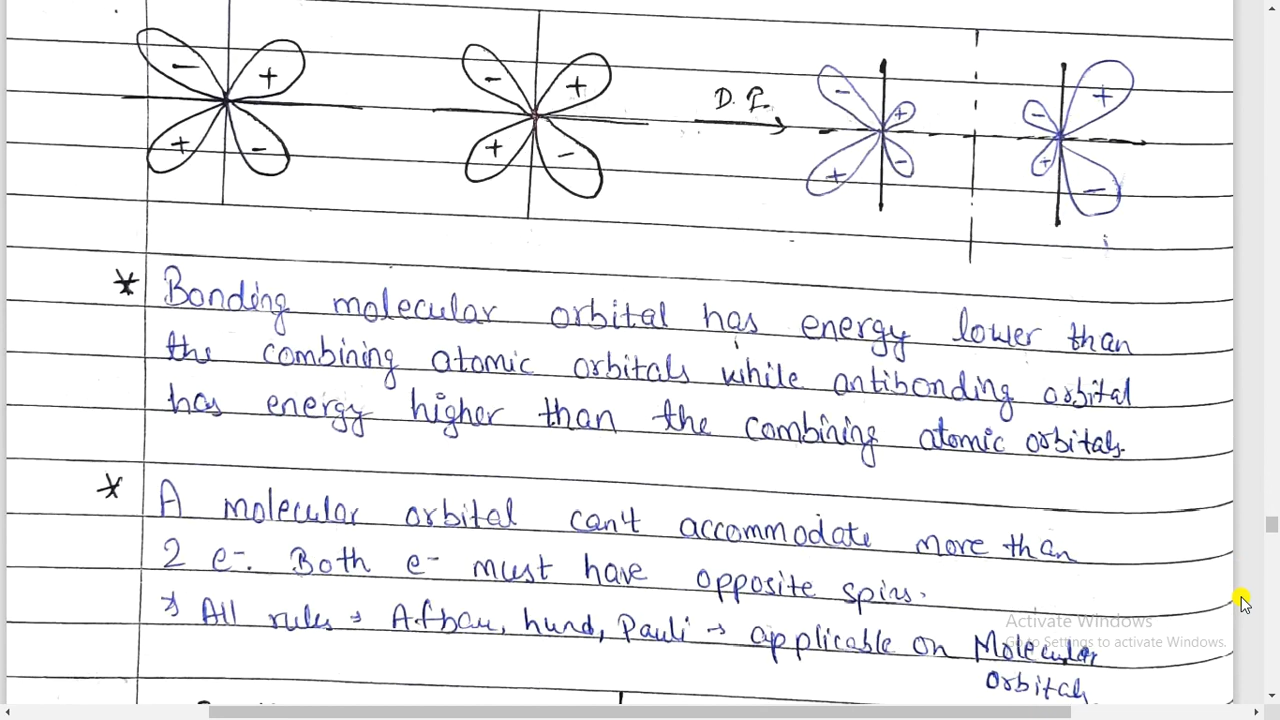 - + + -
- + + -
D. I.
- + + -
- + + -
* Bonding molecular orbital has energy lower than
the combining atomic orbitals while antibonding orbital
has energy higher than the combining atomic orbitals.
* A molecular orbital can't accommodate more than
2 e-. Both e- must have opposite spins.
→ All rules → Afbau, hund, Pauli → applicable on Molecular
Orbitals
Activate Windows
Go to Settings to activate Windows.